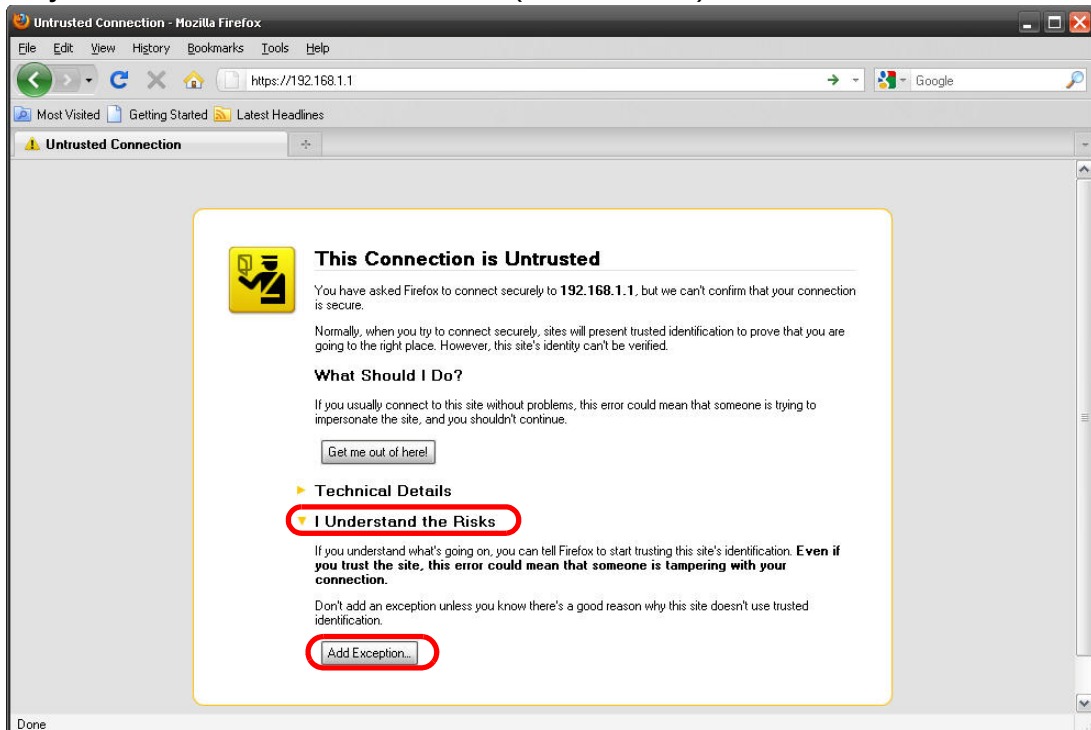 Untrusted Connection - Mozilla Firefox
File Edit View History Bookmarks Tools Help
https://192.168.1.1
Google
Most Visited Getting Started Latest Headlines
Untrusted Connection
This Connection is Untrusted
You have asked Firefox to connect securely to 192.168.1.1, but we can't confirm that your connection
is secure.
Normally, when you try to connect securely, sites will present trusted identification to prove that you are
going to the right place. However, this site's identity can't be verified.
What Should I Do?
If you usually connect to this site without problems, this error could mean that someone is trying to
impersonate the site, and you shouldn't continue.
Get me out of here!
Technical Details
I Understand the Risks
If you understand what's going on, you can tell Firefox to start trusting this site's identification. Even if
you trust the site, this error could mean that someone is tampering with your
connection.
Don't add an exception unless you know there's a good reason why this site doesn't use trusted
identification.
Add Exception...
Done